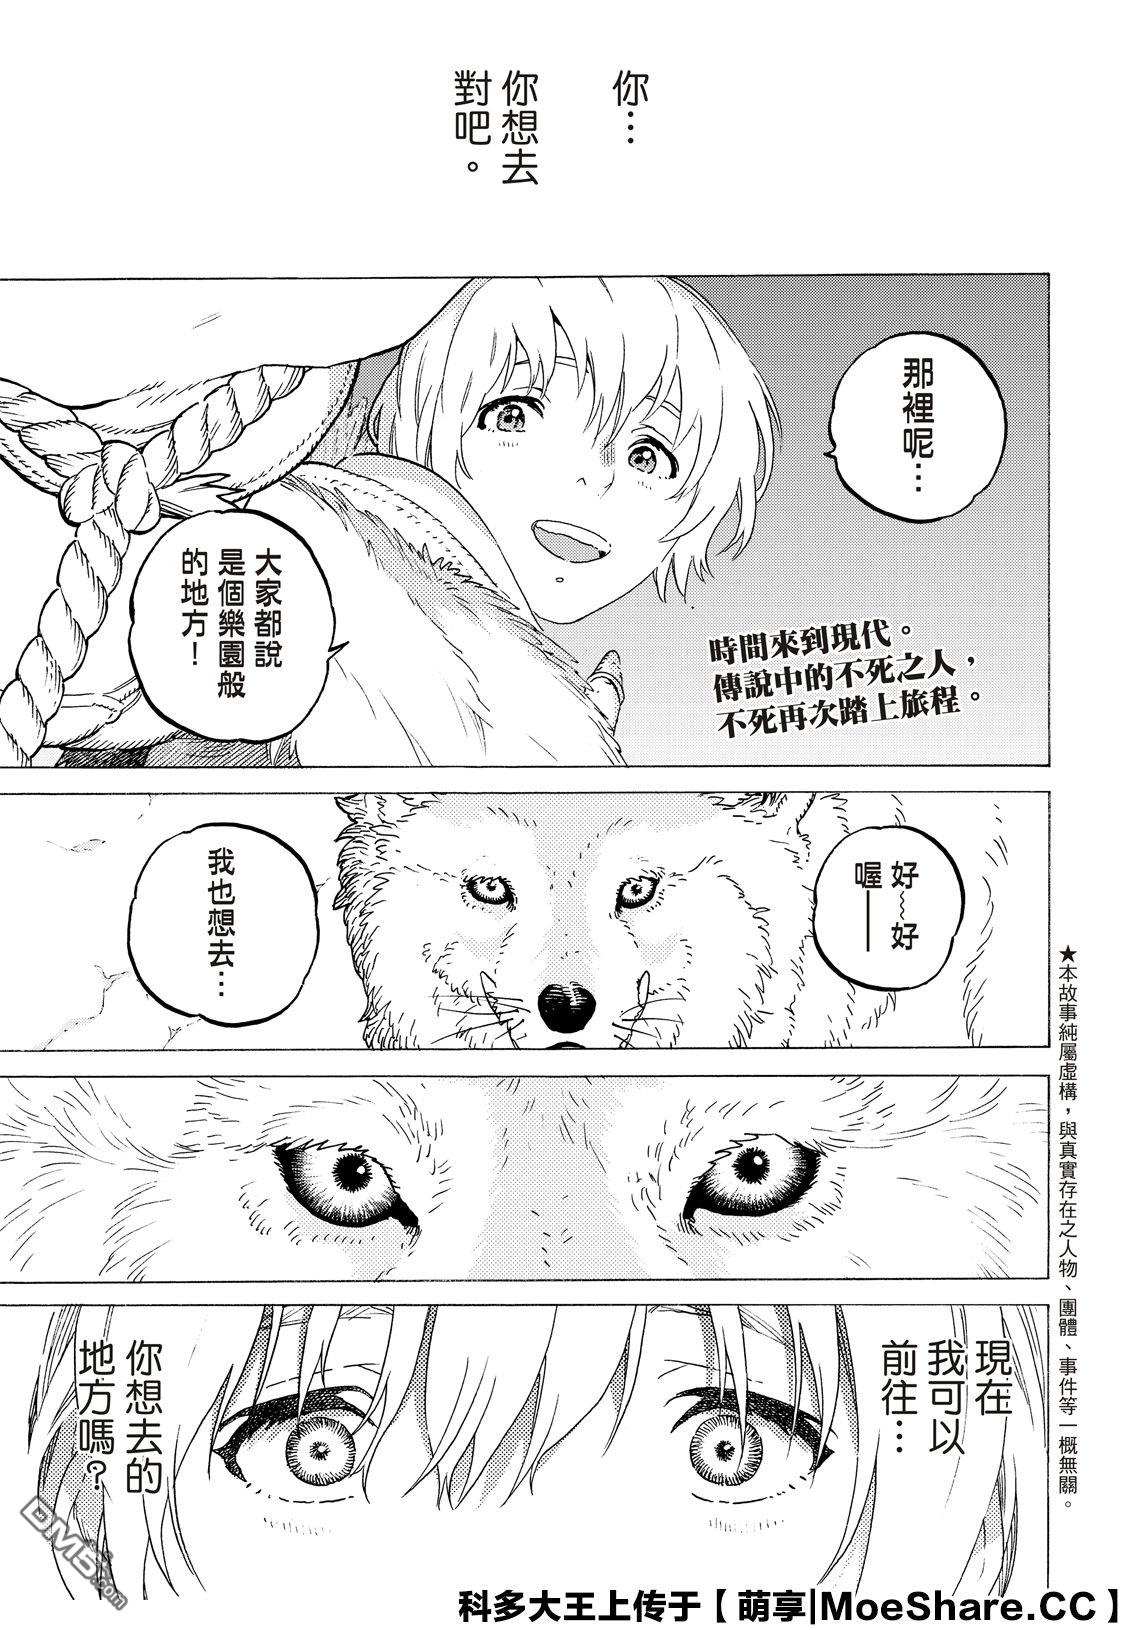 你…
你想去
對吧。
那裡呢…
大家都說
是個樂園般
的地方！
時間來到現代。
傳說中的不死之人，
不死再次踏上旅程。
好~好
喔——
我也想去…
現在
我可以
前往…
你想去的
地方嗎？
★本故事純屬虛構，與真實存在之人物、團體、事件等一概無關。
DM5.com
科多大王上传于【萌享|MoeShare.CC】